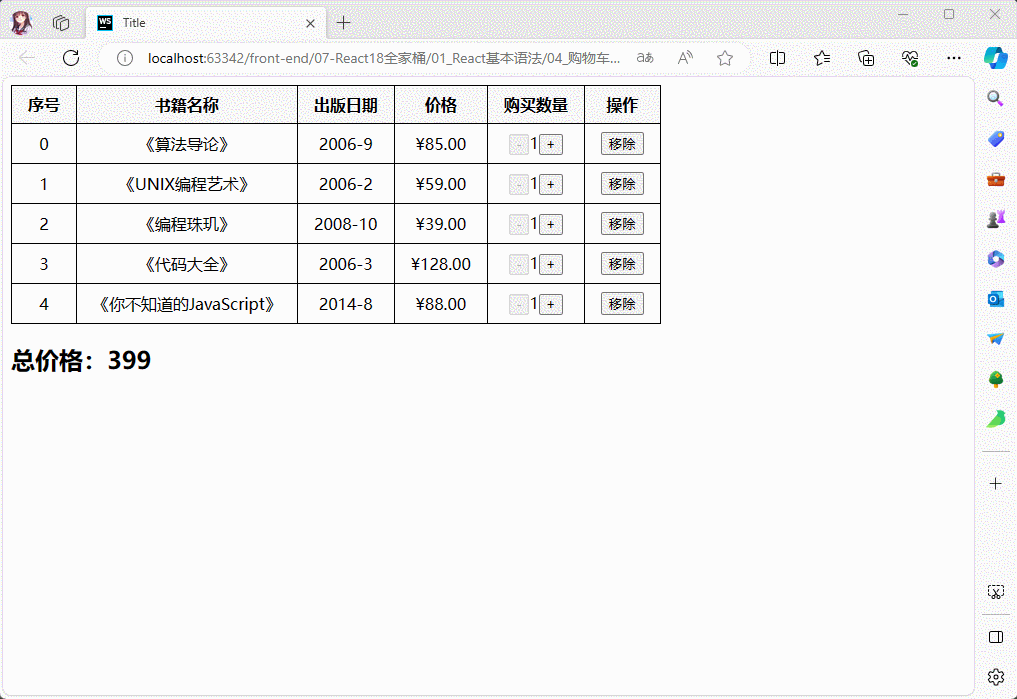 WS Title
localhost:63342/front-end/07-React18全家桶/01_React基本语法/04_购物车... aあ A
序号 书籍名称 出版日期 价格 购买数量 操作
0 《算法导论》 2006-9 ¥85.00 - 1 + 移除
1 《UNIX编程艺术》 2006-2 ¥59.00 - 1 + 移除
2 《编程珠玑》 2008-10 ¥39.00 - 1 + 移除
3 《代码大全》 2006-3 ¥128.00 - 1 + 移除
4 《你不知道的JavaScript》 2014-8 ¥88.00 - 1 + 移除
总价格：399